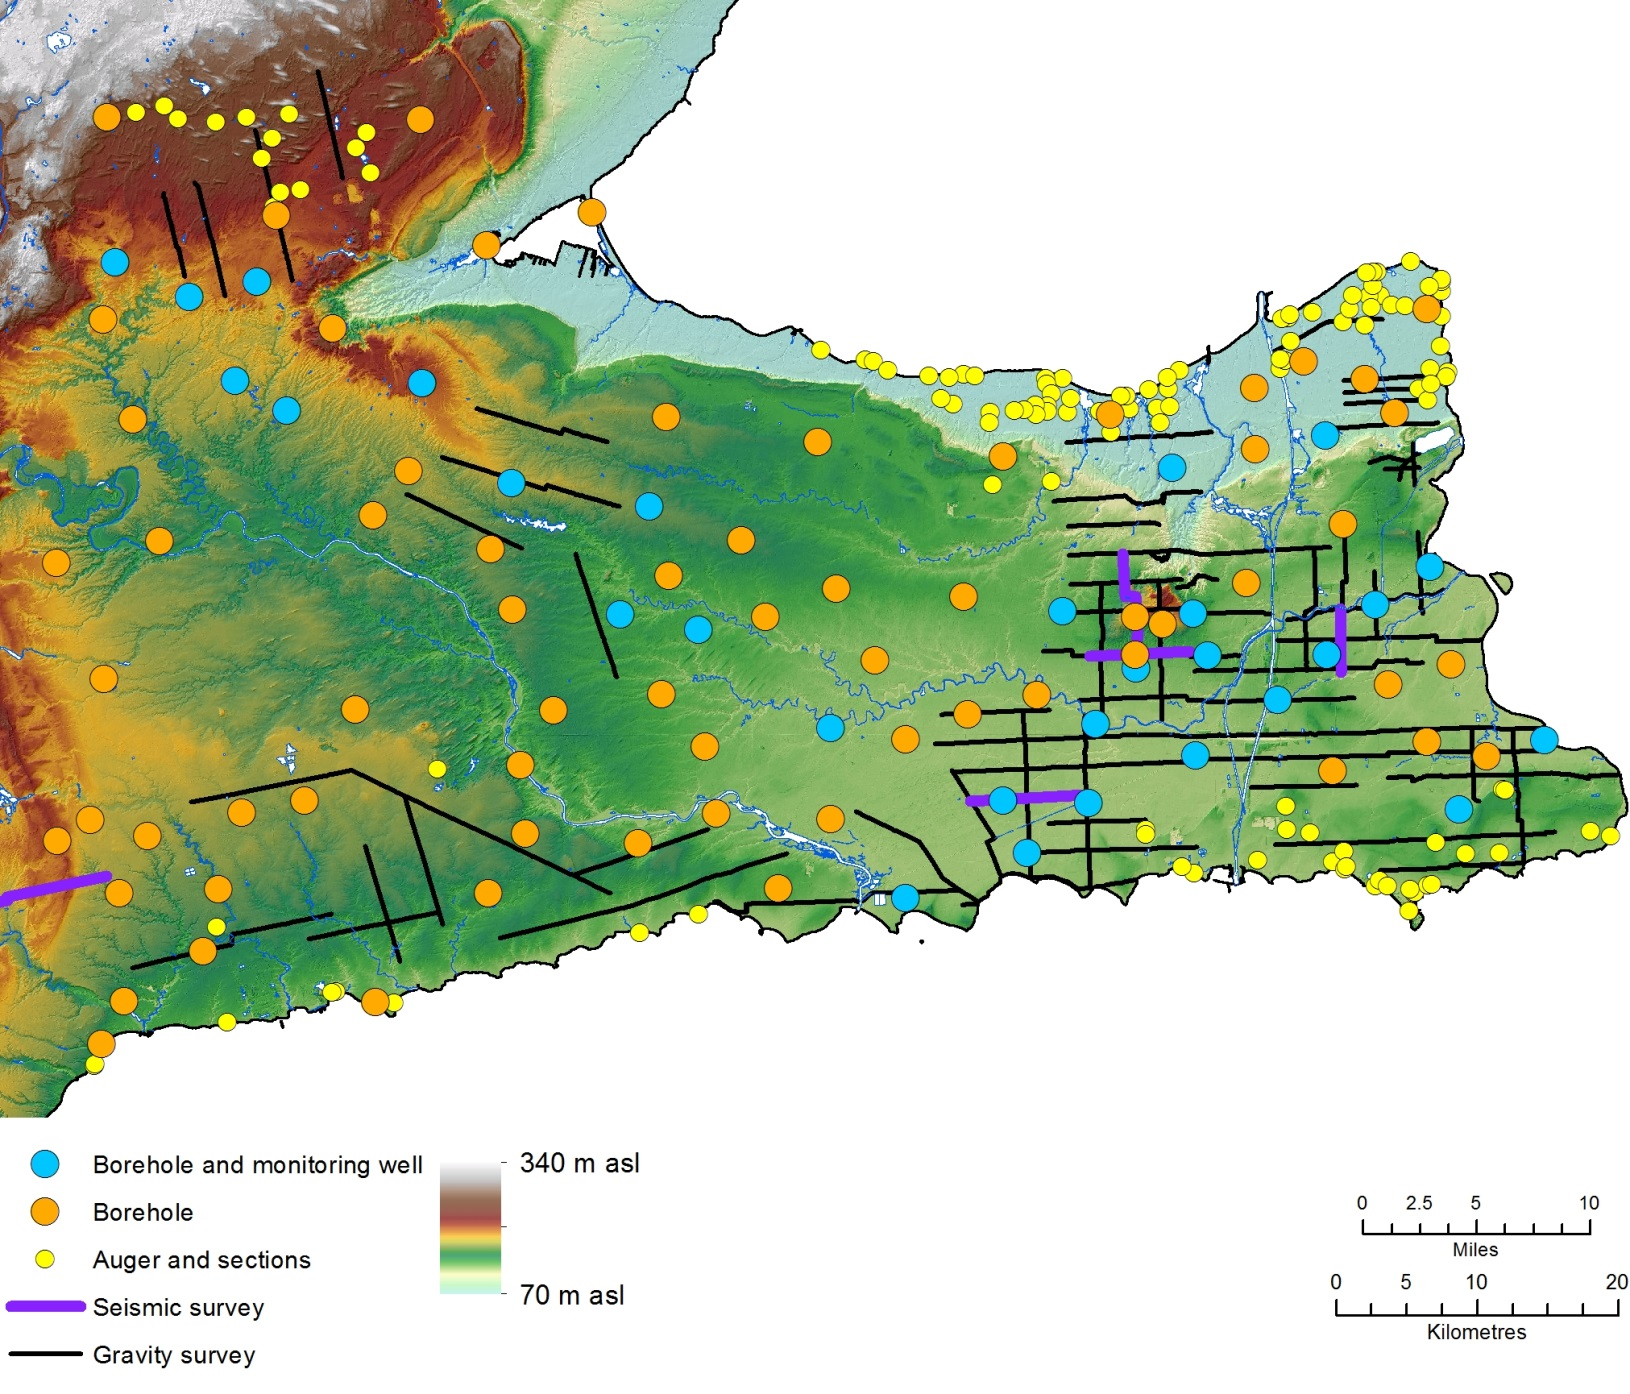 Borehole and monitoring well
Borehole
Auger and sections
Seismic survey
Gravity survey
340 m asl
70 m asl
0 2.5 5 10
Miles
0 5 10 20
Kilometres